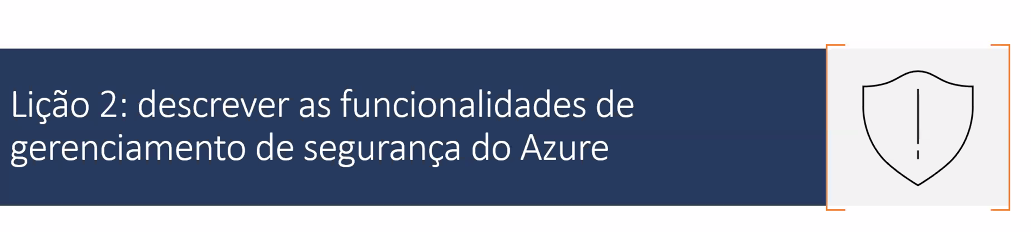 Lição 2: descrever as funcionalidades de
gerenciamento de segurança do Azure